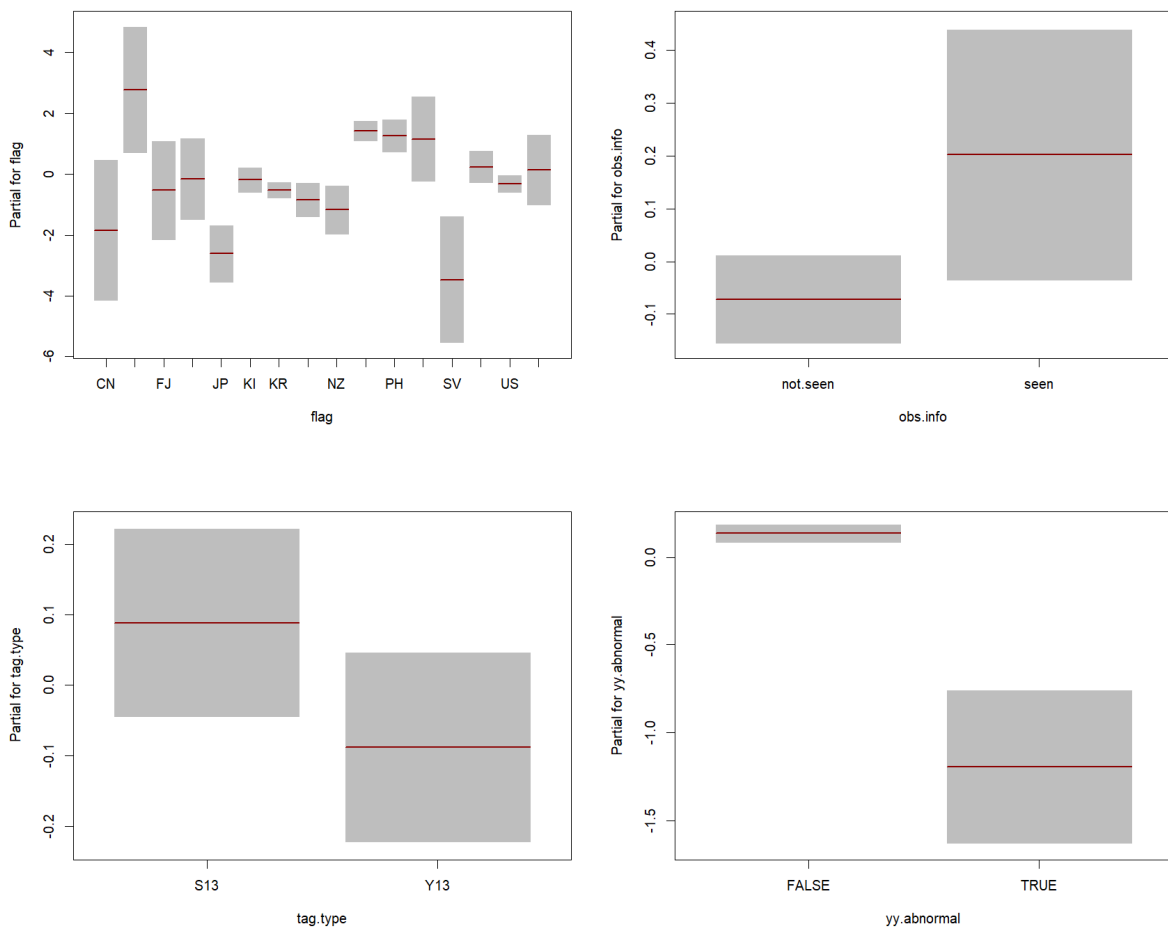 Partial for flag
4
2
0
-2
-4
-6
CN FJ JP KI KR NZ PH SV US
flag
Partial for obs.info
0.4
0.3
0.2
0.1
0.0
-0.1
not.seen seen
obs.info
Partial for tag.type
0.2
0.1
0.0
-0.1
-0.2
S13 Y13
tag.type
Partial for yy.abnormal
0.0
-0.5
-1.0
-1.5
FALSE TRUE
yy.abnormal